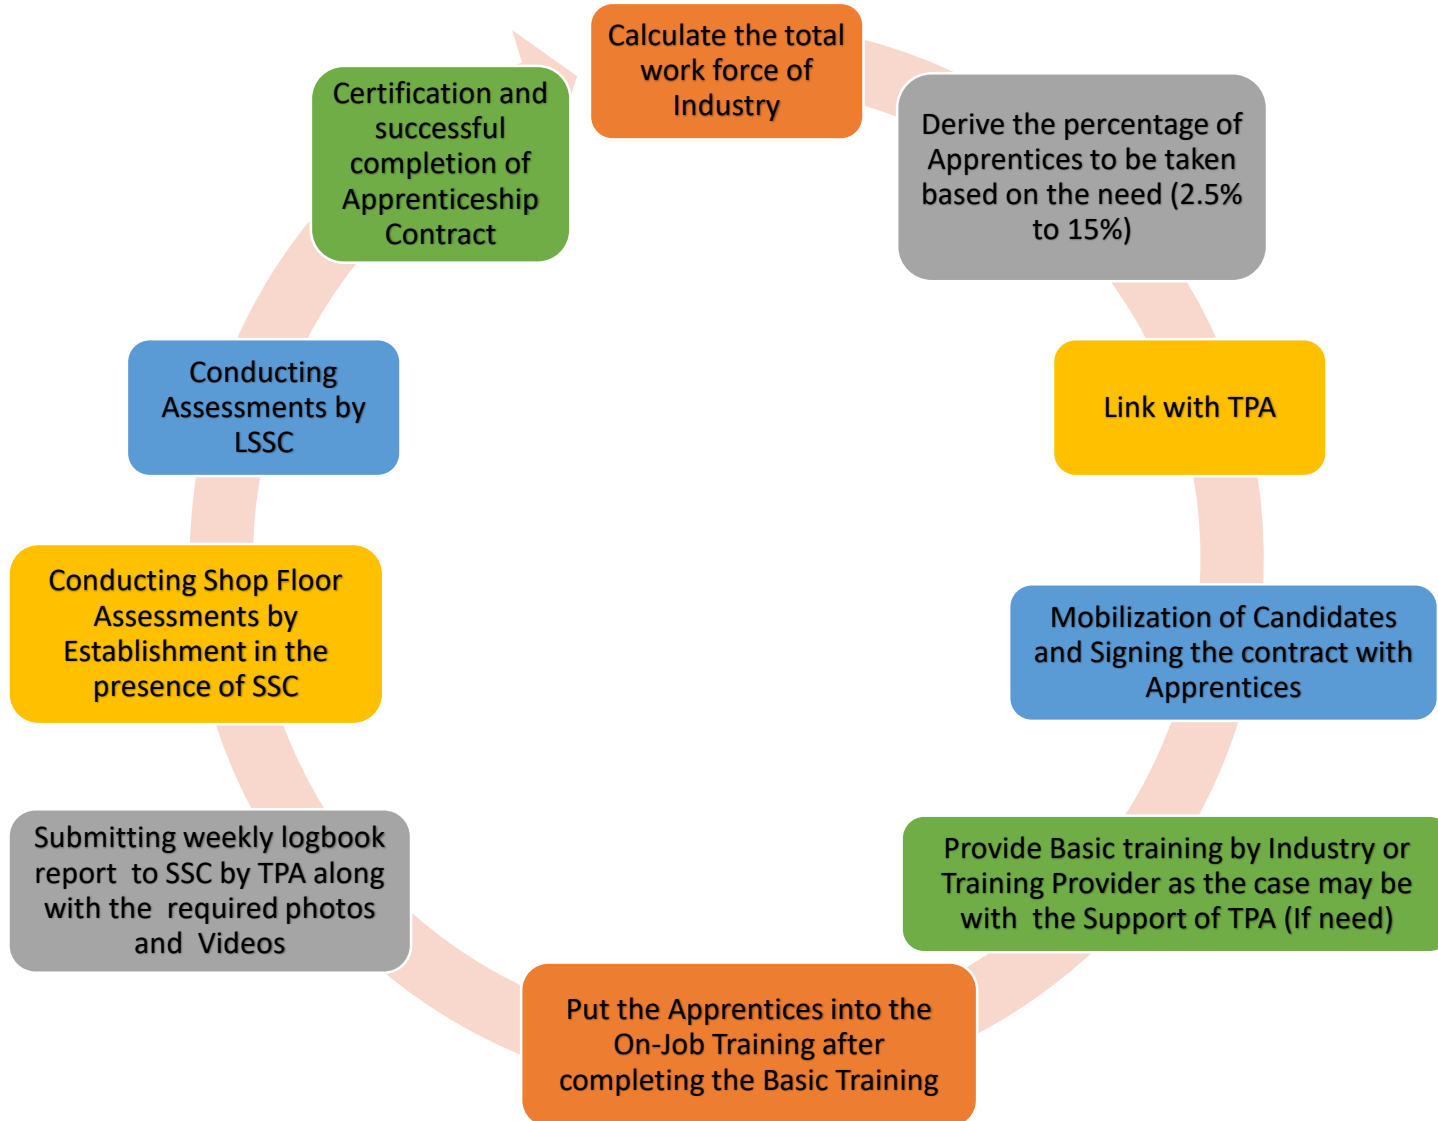 Calculate the total
work force of
Industry
Derive the percentage of
Apprentices to be taken
based on the need (2.5%
to 15%)
Link with TPA
Mobilization of Candidates
and Signing the contract with
Apprentices
Provide Basic training by Industry or
Training Provider as the case may be
with  the Support of TPA (If need)
Put the Apprentices into the
On-Job Training after
completing the Basic Training
Submitting weekly logbook
report  to SSC by TPA along
with the  required photos
and  Videos
Conducting Shop Floor
Assessments by
Establishment in the
presence of SSC
Conducting
Assessments by
LSSC
Certification and
successful
completion of
Apprenticeship
Contract